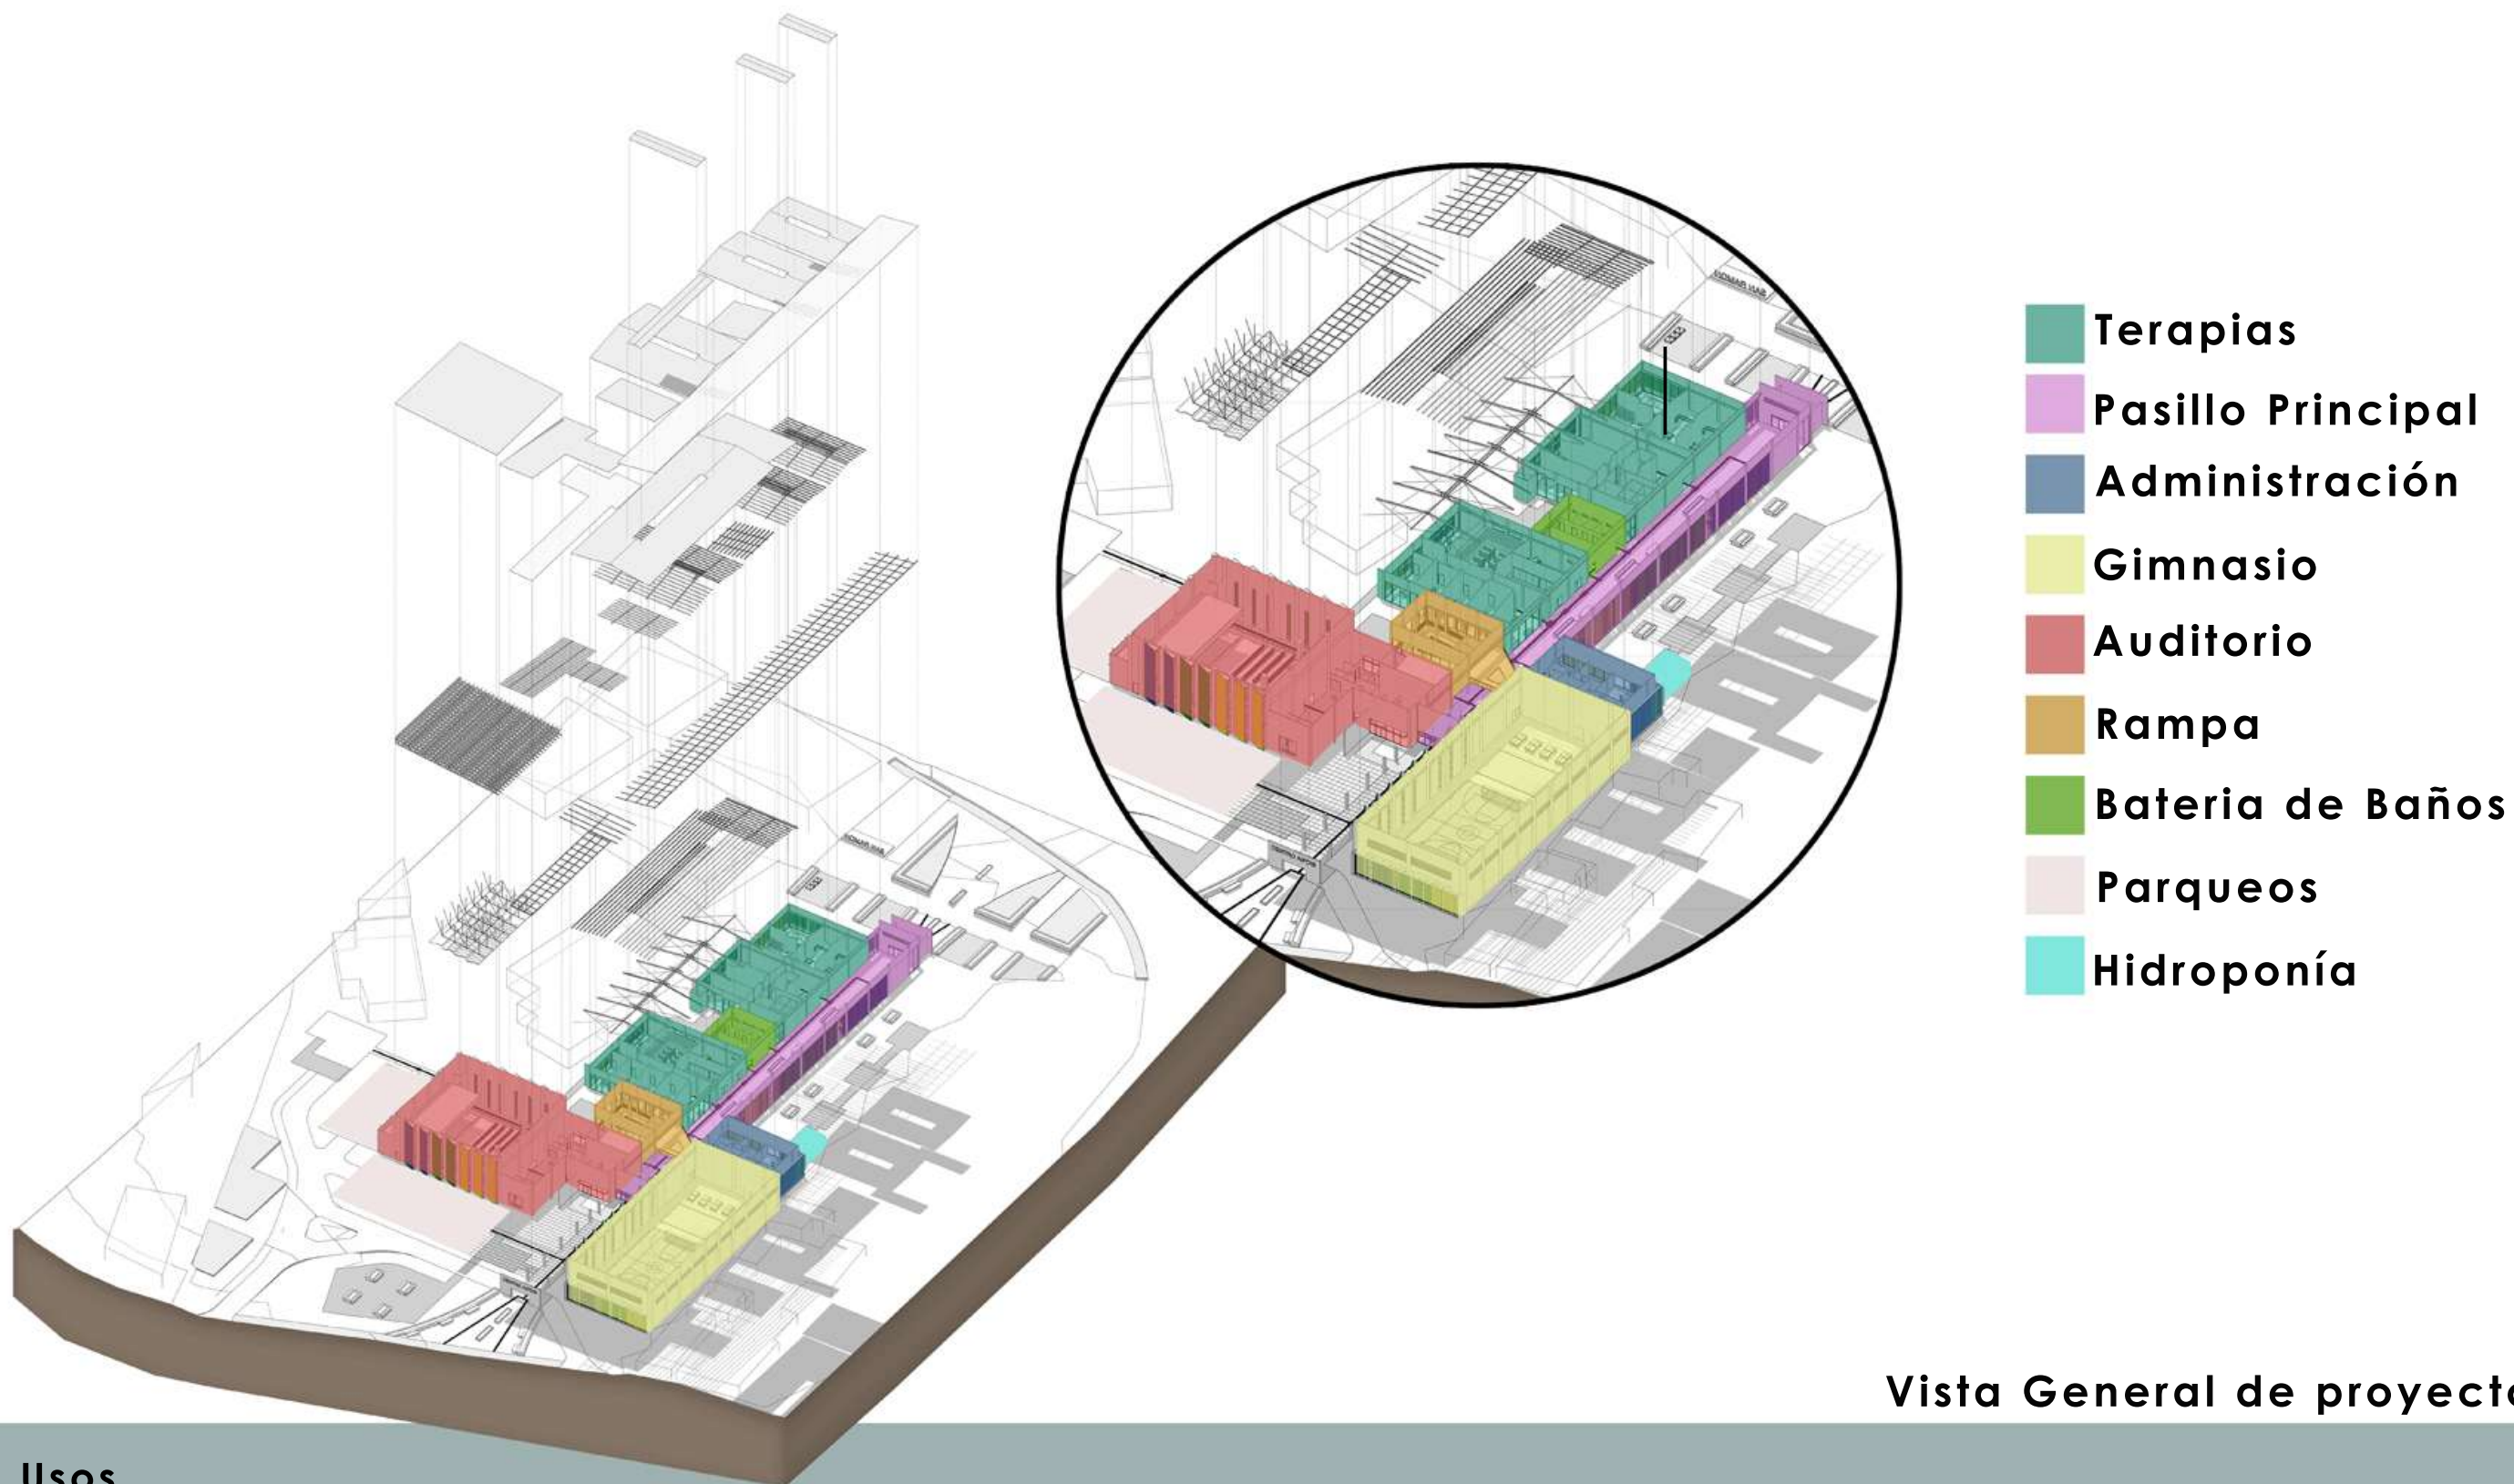 Terapias
Pasillo Principal
Administración
Gimnasio
Auditorio
Rampa
Bateria de Baños
Parqueos
Hidroponía
Vista General de proyecto
Usos